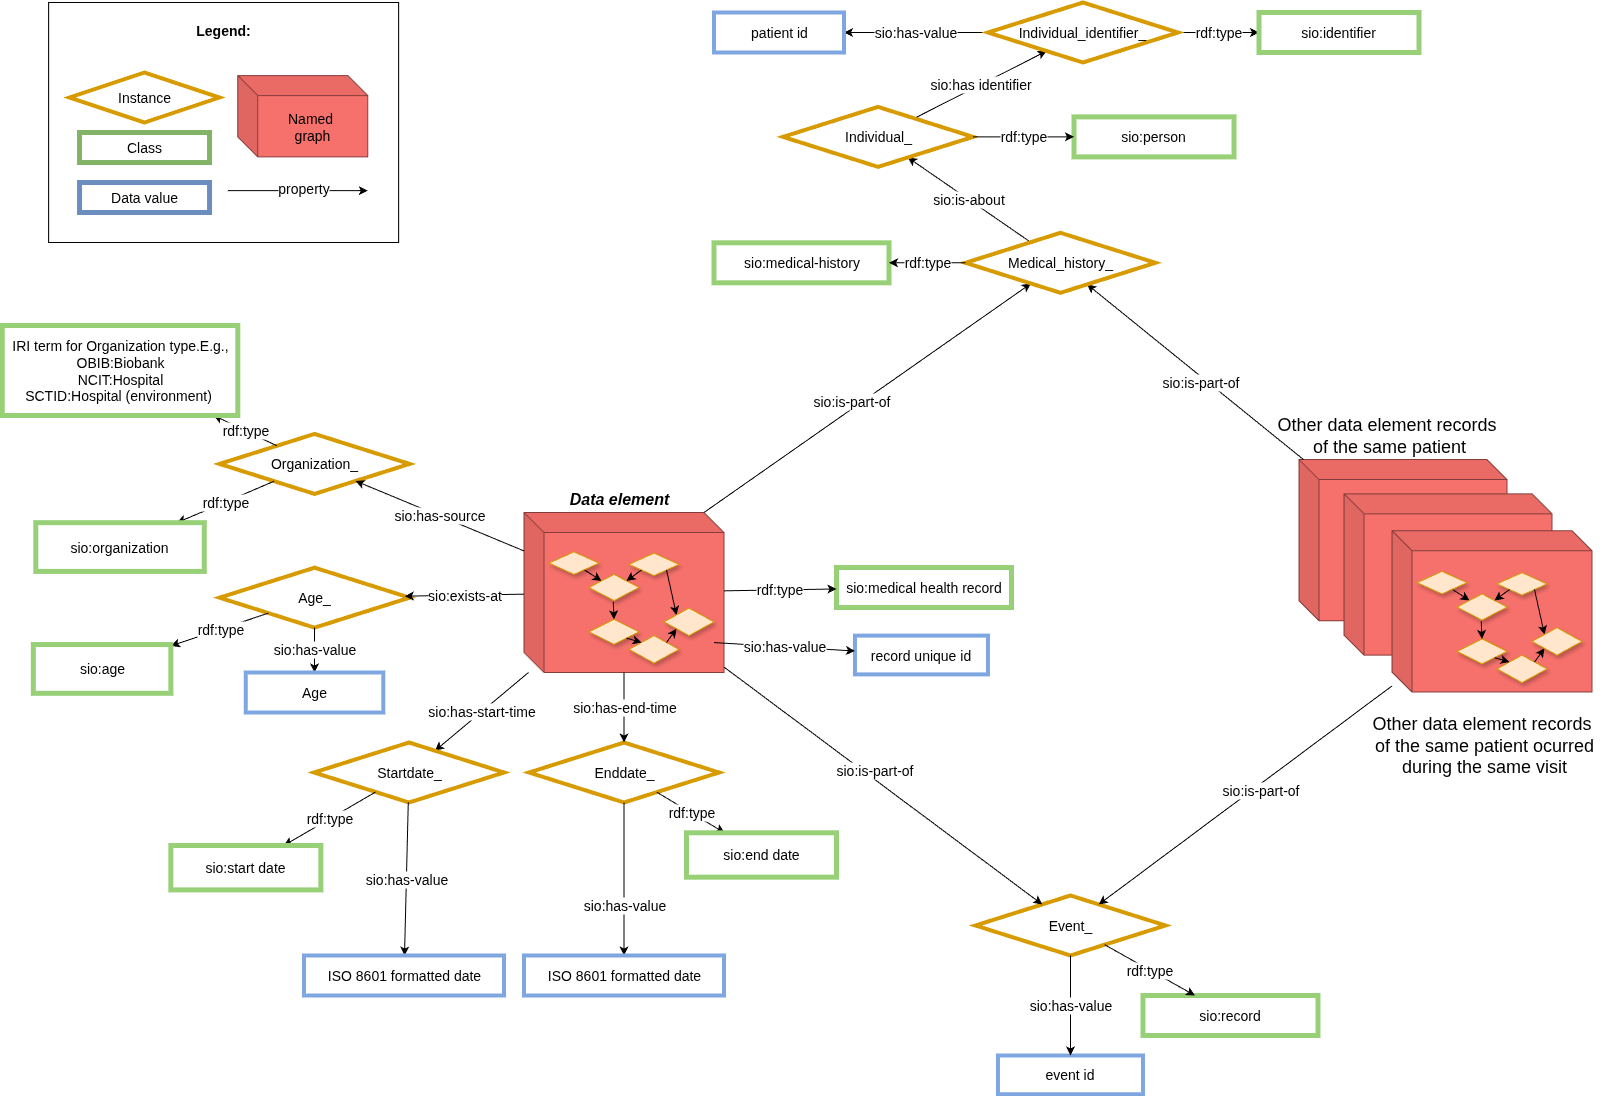 Legend:
Instance
Named
graph
Class
Data value
property
patient id
sio:has-value
Individual_identifier_
rdf:type
sio:identifier
sio:has identifier
Individual_
rdf:type
sio:person
sio:is-about
sio:medical-history
rdf:type
Medical_history_
IRI term for Organization type.E.g.,
OBIB:Biobank
NCIT:Hospital
SCTID:Hospital (environment)
sio:is-part-of
sio:is-part-of
Other data element records
of the same patient
rdf:type
Organization_
rdf:type
sio:organization
sio:has-source
Data element
Age_
sio:exists-at
rdf:type
sio:medical health record
rdf:type
sio:has-value
sio:has-value
record unique id
sio:age
Age
sio:has-start-time
sio:has-end-time
Other data element records
of the same patient ocurred
during the same visit
Startdate_
Enddate_
sio:is-part-of
sio:is-part-of
rdf:type
rdf:type
sio:start date
sio:end date
sio:has-value
sio:has-value
Event_
ISO 8601 formatted date
ISO 8601 formatted date
rdf:type
sio:has-value
sio:record
event id